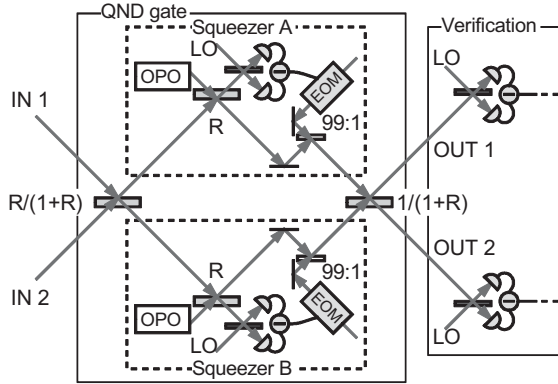 QND gate
Squeezer A
Verification
LO
LO
OPO
EOM
IN 1
R
99:1
OUT 1
R/(1+R)
1/(1+R)
IN 2
R
99:1
OUT 2
OPO
EOM
LO
LO
Squeezer B